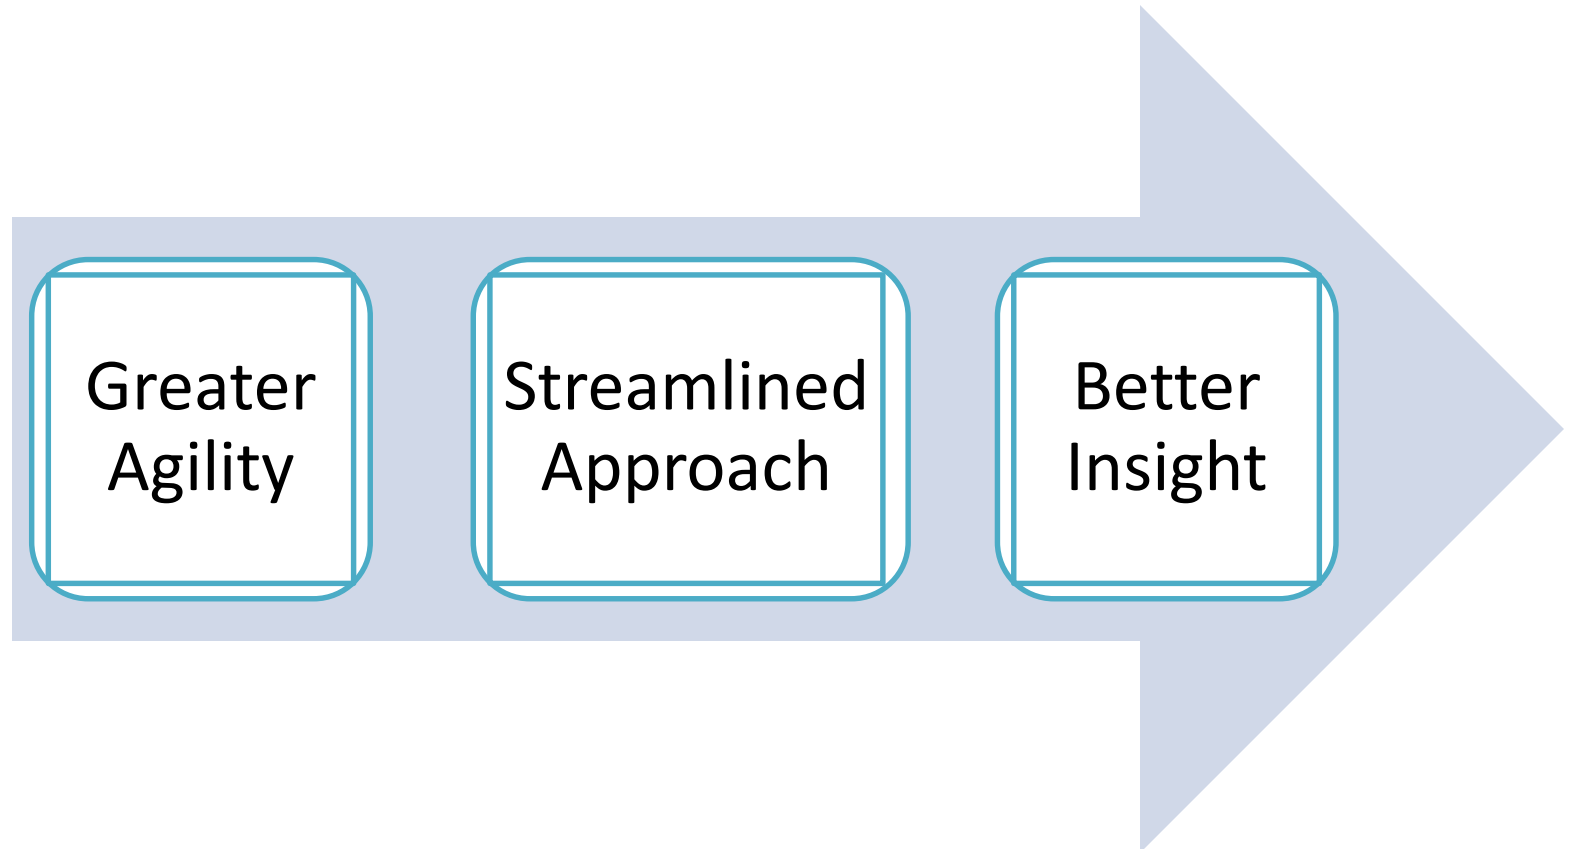 Greater
Agility
Streamlined
Approach
Better
Insight